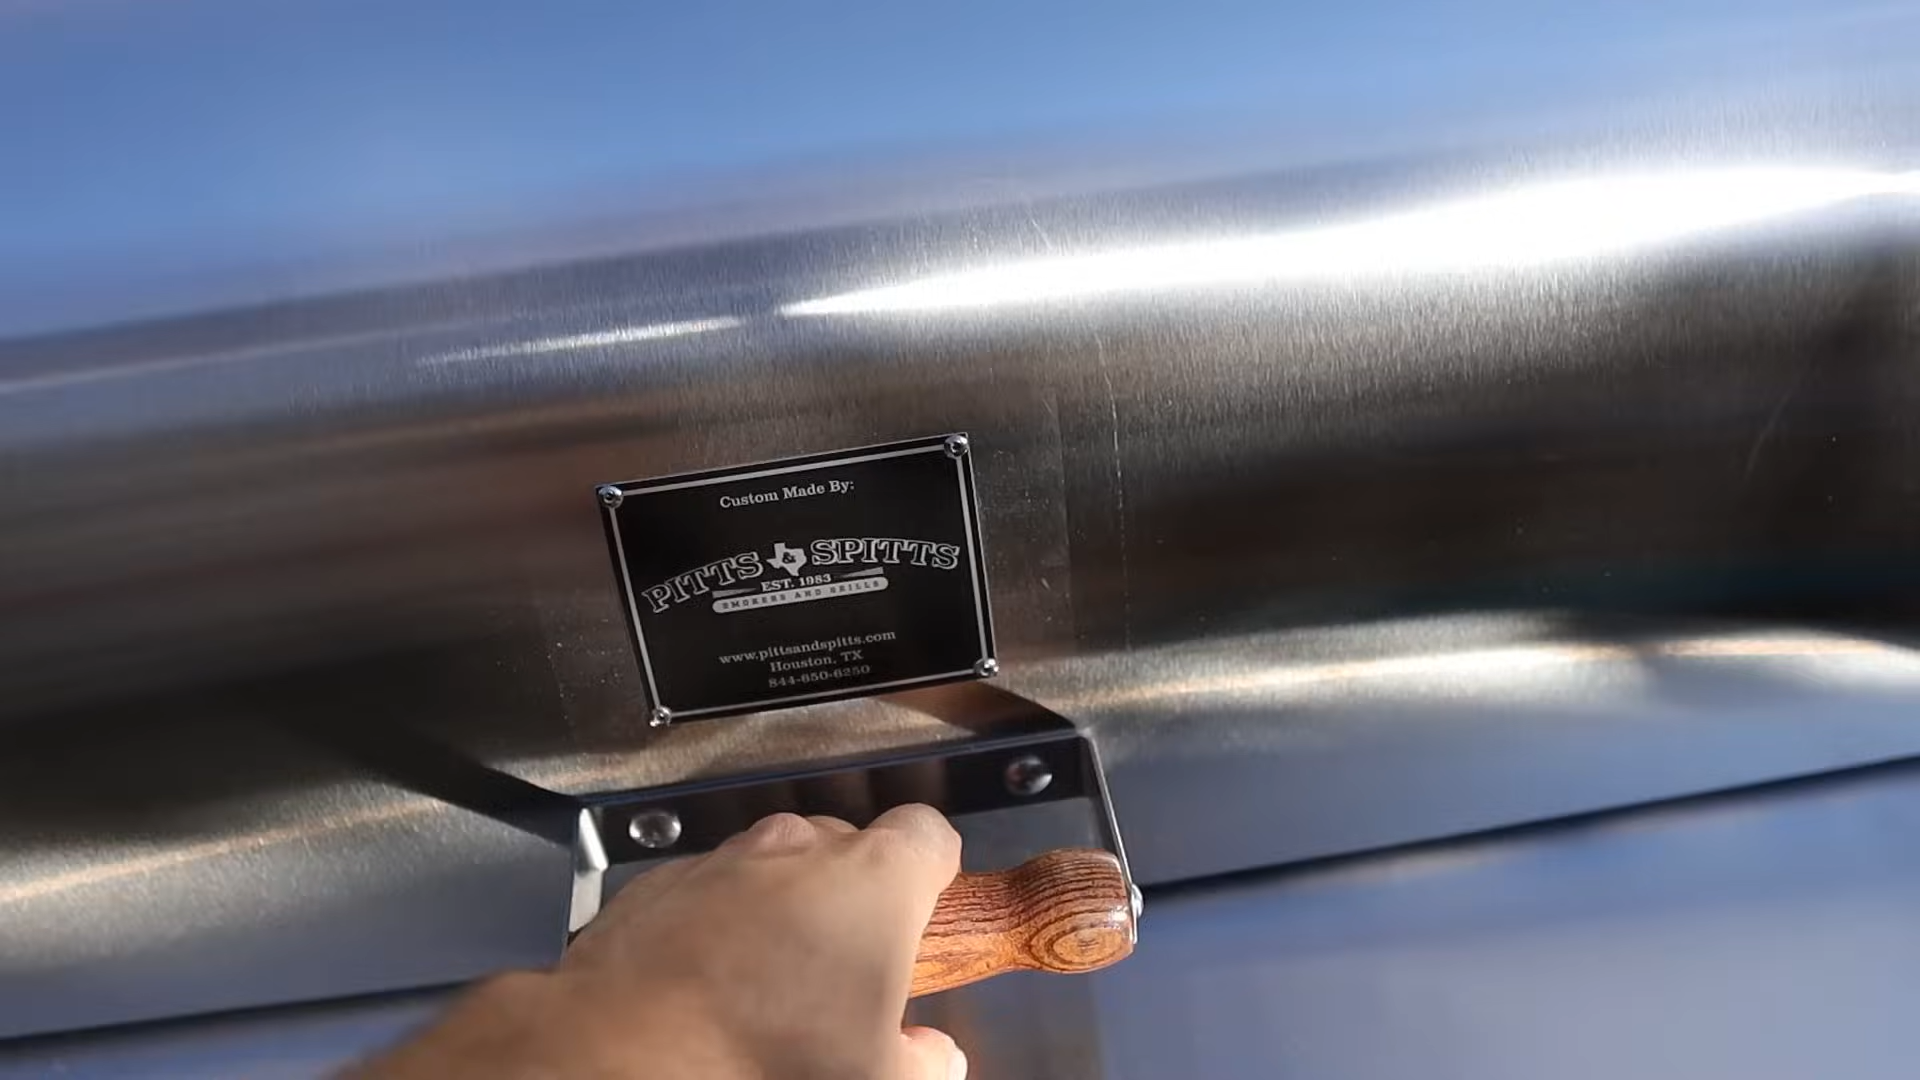 Custom Made By:
PITTS & SPITTS
EST. 1983
SMOKERS AND GRILLS
www.pittsandspitts.com
Houston, TX
844-650-6250